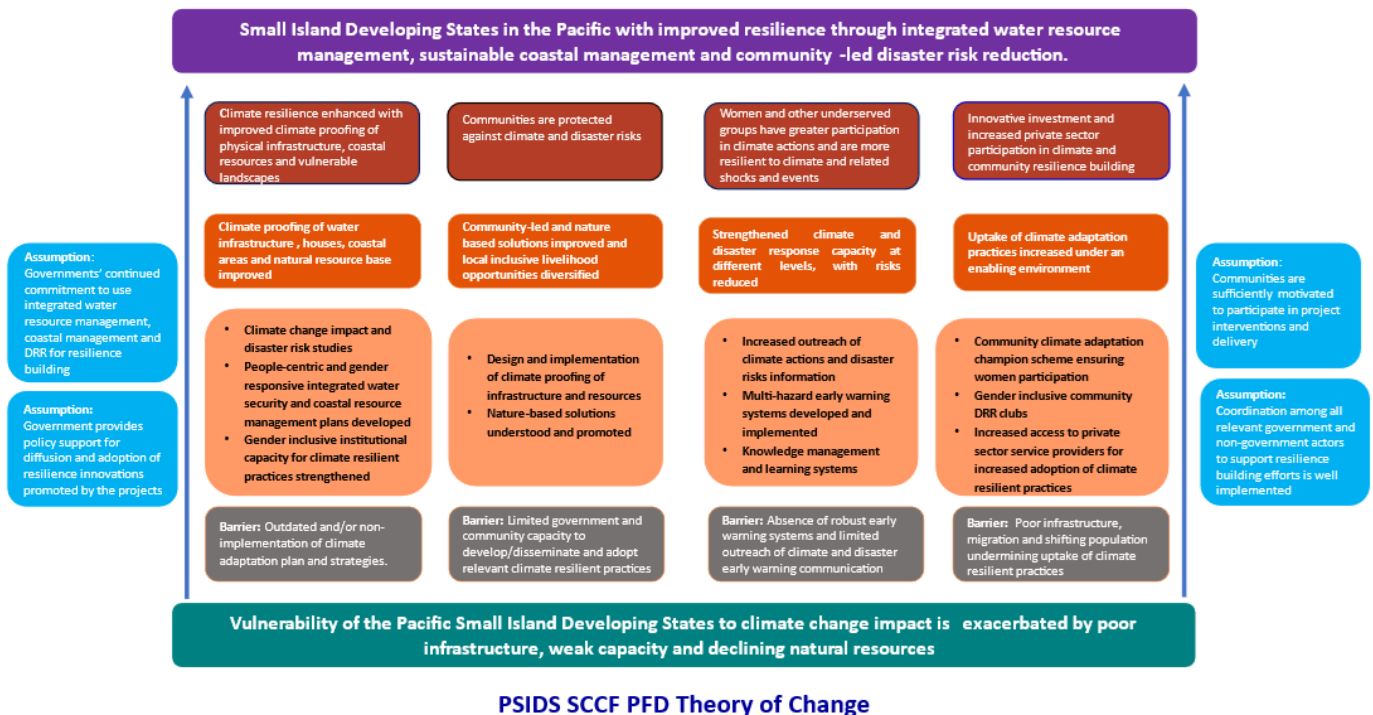 Small Island Developing States in the Pacific with improved resilience through integrated water resource
management, sustainable coastal management and community -led disaster risk reduction.
Climate resilience enhanced with
improved climate proofing of
physical infrastructure, coastal
resources and vulnerable
landscapes
Communities are protected
against climate and disaster risks
Women and other underserved
groups have greater participation
in climate actions and are more
resilient to climate and related
shocks and events
Innovative investment and
increased private sector
participation in climate and
community resilience building
Climate proofing of water
infrastructure , houses, coastal
areas and natural resource base
improved
Community-led and nature
based solutions improved and
local inclusive livelihood
opportunities diversified
Strengthened climate and
disaster response capacity at
different levels, with risks
reduced
Uptake of climate adaptation
practices increased under an
enabling environment
Assumption:
Governments' continued
commitment to use
integrated water
resource management,
coastal management and
DRR for resilience
building
Assumption:
Government provides
policy support for
diffusion and adoption of
resilience innovations
promoted by the projects
• Climate change impact and
disaster risk studies
• People-centric and gender
responsive integrated water
security and coastal resource
management plans developed
• Gender inclusive institutional
capacity for climate resilient
practices strengthened
• Design and implementation
of climate proofing of
infrastructure and resources
• Nature-based solutions
understood and promoted
• Increased outreach of
climate actions and disaster
risks information
• Multi-hazard early warning
systems developed and
implemented
• Knowledge management
and learning systems
• Community climate adaptation
champion scheme ensuring
women participation
• Gender inclusive community
DRR clubs
• Increased access to private
sector service providers for
increased adoption of climate
resilient practices
Assumption:
Communities are
sufficiently motivated
to participate in project
interventions and
delivery
Assumption:
Coordination among all
relevant government and
non-government actors
to support resilience
building efforts is well
implemented
Barrier: Outdated and/or non-
implementation of climate
adaptation plan and strategies.
Barrier: Limited government and
community capacity to
develop/disseminate and adopt
relevant climate resilient practices
Barrier: Absence of robust early
warning systems and limited
outreach of climate and disaster
early warning communication
Barrier: Poor infrastructure,
migration and shifting population
undermining uptake of climate
resilient practices
Vulnerability of the Pacific Small Island Developing States to climate change impact is exacerbated by poor
infrastructure, weak capacity and declining natural resources
PSIDS SCCF PFD Theory of Change